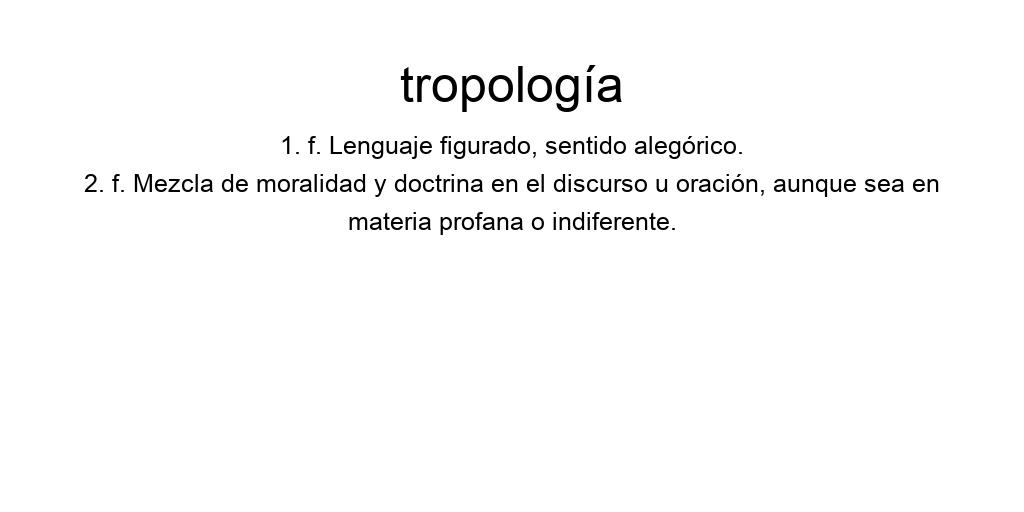 tropología
1. f. Lenguaje figurado, sentido alegórico.
2. f. Mezcla de moralidad y doctrina en el discurso u oración, aunque sea en
materia profana o indiferente.